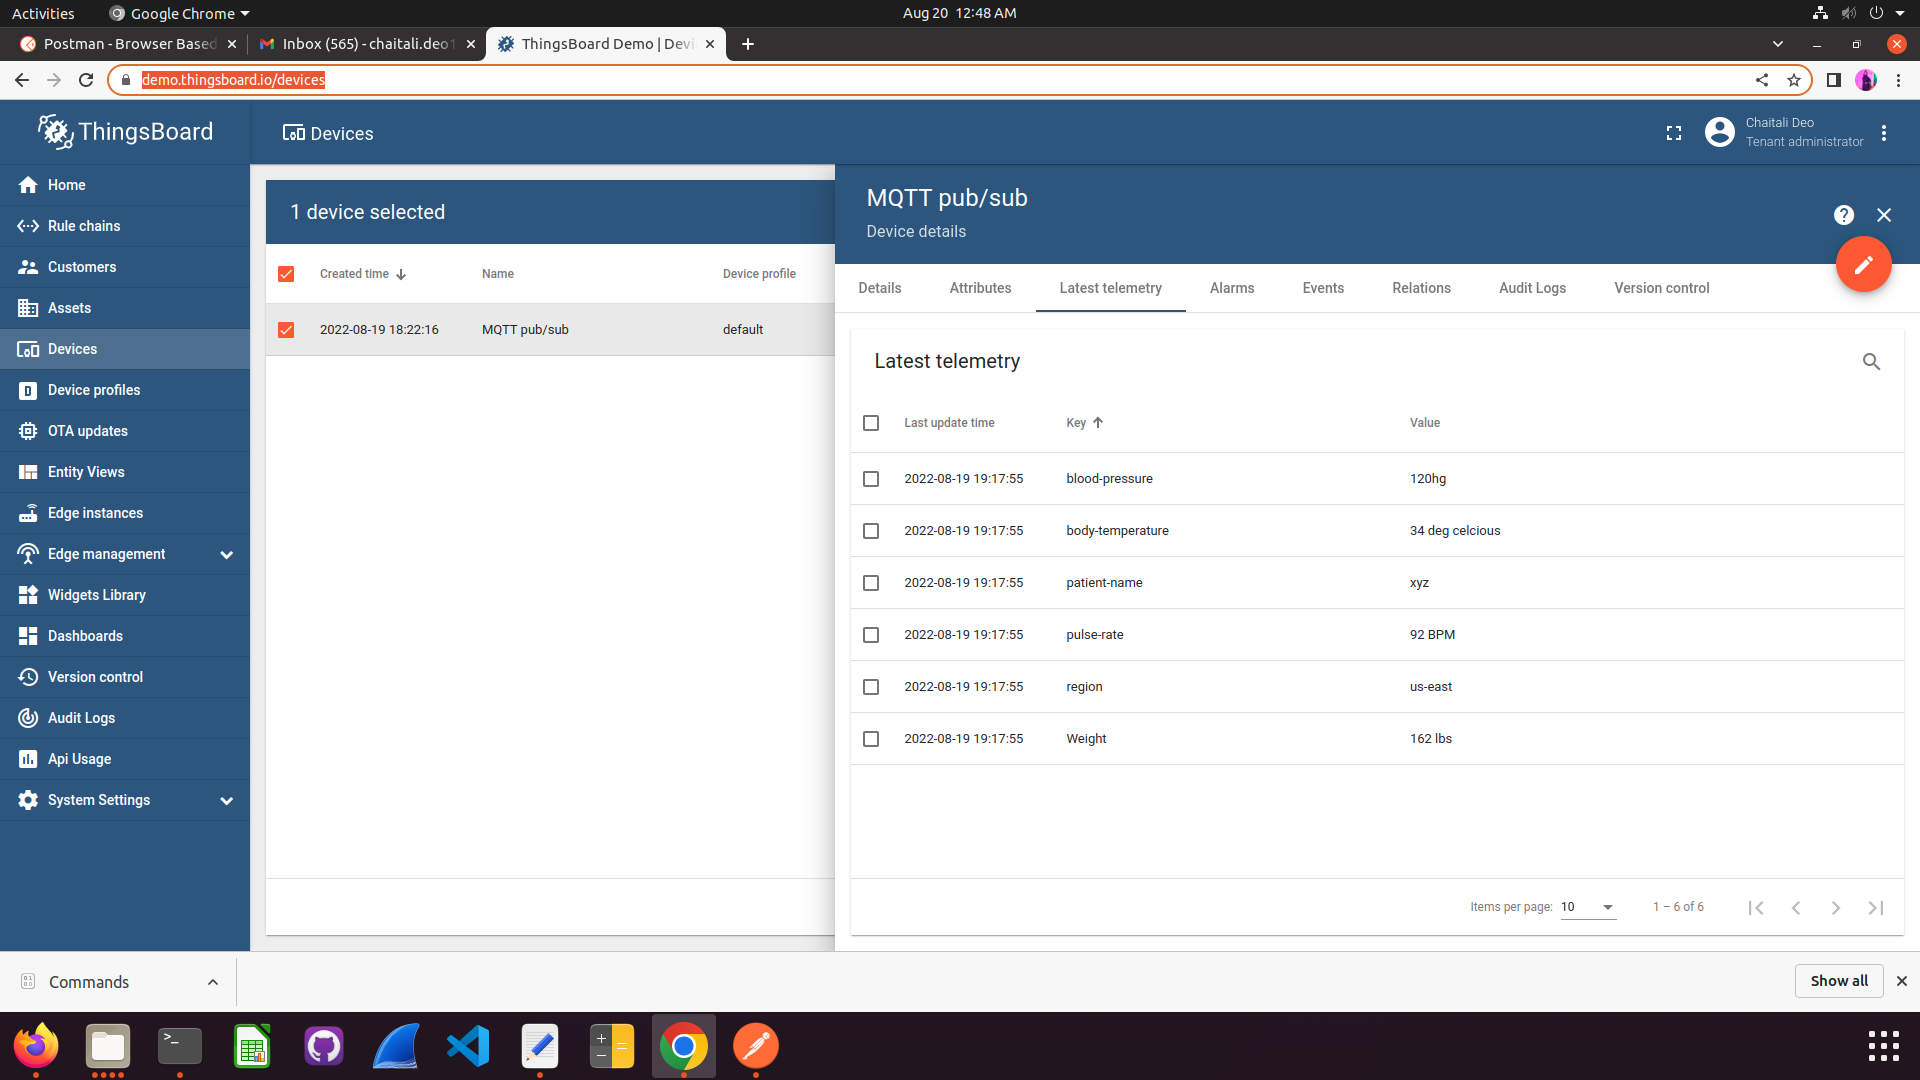 Activities
Google Chrome
Aug 20 12:48 AM
Postman - Browser Based
Inbox (565) - chaitali.deo1
ThingsBoard Demo | Devi
demo.thingsboard.io/devices
ThingsBoard
Devices
Chaitali Deo
Tenant administrator
Home
Rule chains
Customers
Assets
Devices
Device profiles
OTA updates
Entity Views
Edge instances
Edge management
Widgets Library
Dashboards
Version control
Audit Logs
Api Usage
System Settings
1 device selected
Created time Name Device profile
2022-08-19 18:22:16 MQTT pub/sub default
MQTT pub/sub
Device details
Details Attributes Latest telemetry Alarms Events Relations Audit Logs Version control
Latest telemetry
Last update time Key Value
2022-08-19 19:17:55 blood-pressure 120hg
2022-08-19 19:17:55 body-temperature 34 deg celcious
2022-08-19 19:17:55 patient-name xyz
2022-08-19 19:17:55 pulse-rate 92 BPM
2022-08-19 19:17:55 region us-east
2022-08-19 19:17:55 Weight 162 lbs
Items per page: 10 1 – 6 of 6
Commands
Show all